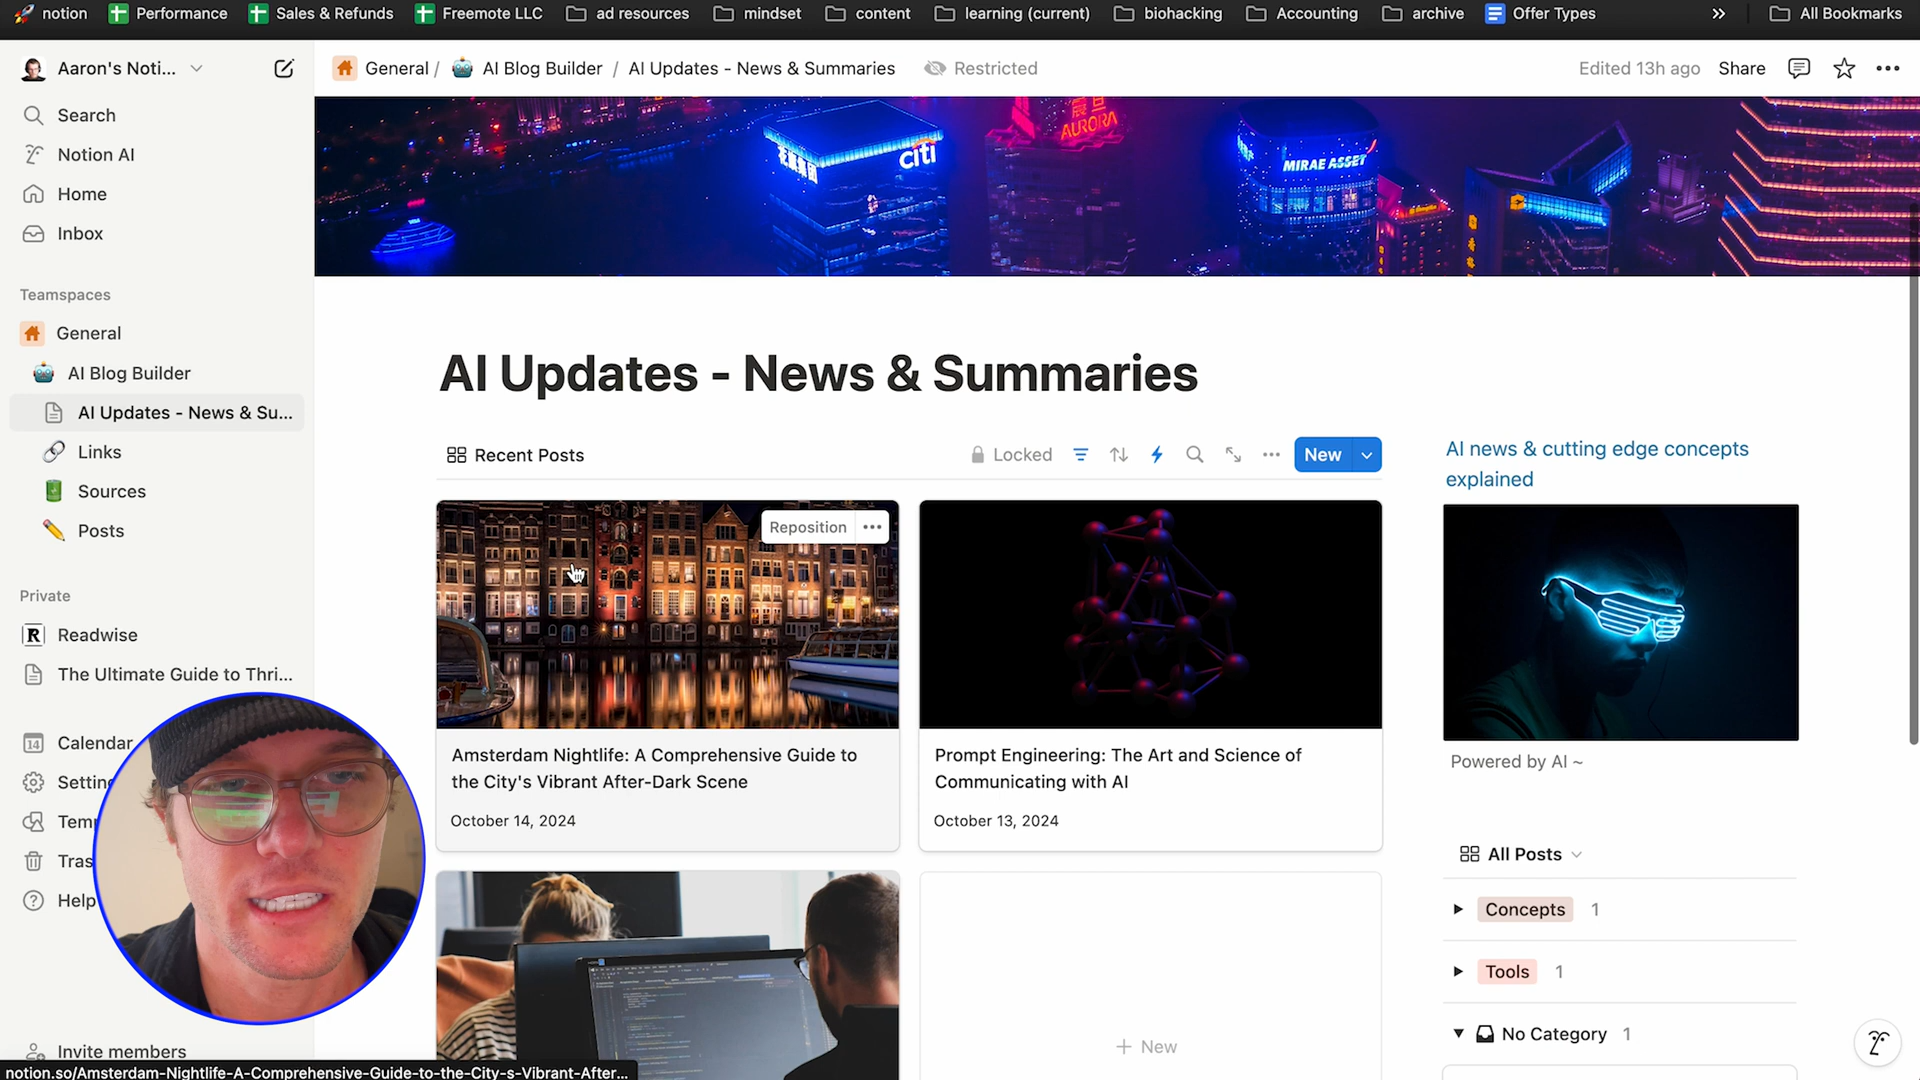 notion
Performance
Sales & Refunds
Freemote LLC
ad resources
mindset
content
learning (current)
biohacking
Accounting
archive
Offer Types
»
All Bookmarks
Aaron's Noti...
General / AI Blog Builder / AI Updates - News & Summaries
Restricted
Edited 13h ago
Share
Search
Notion AI
Home
Inbox
Teamspaces
General
AI Blog Builder
AI Updates - News & Su...
Links
Sources
Posts
Private
R Readwise
The Ultimate Guide to Thri...
14 Calendar
Settin
Tem
Tras
Help
Invite members
notion.so/Amsterdam-Nightlife-A-Comprehensive-Guide-to-the-City-s-Vibrant-After...
citi
AURORA
MIRAE ASSET
AI Updates - News & Summaries
Recent Posts
Locked
New
Reposition
Amsterdam Nightlife: A Comprehensive Guide to
the City's Vibrant After-Dark Scene
October 14, 2024
Prompt Engineering: The Art and Science of
Communicating with AI
October 13, 2024
+ New
AI news & cutting edge concepts
explained
Powered by AI ~
All Posts
Concepts 1
Tools 1
No Category 1